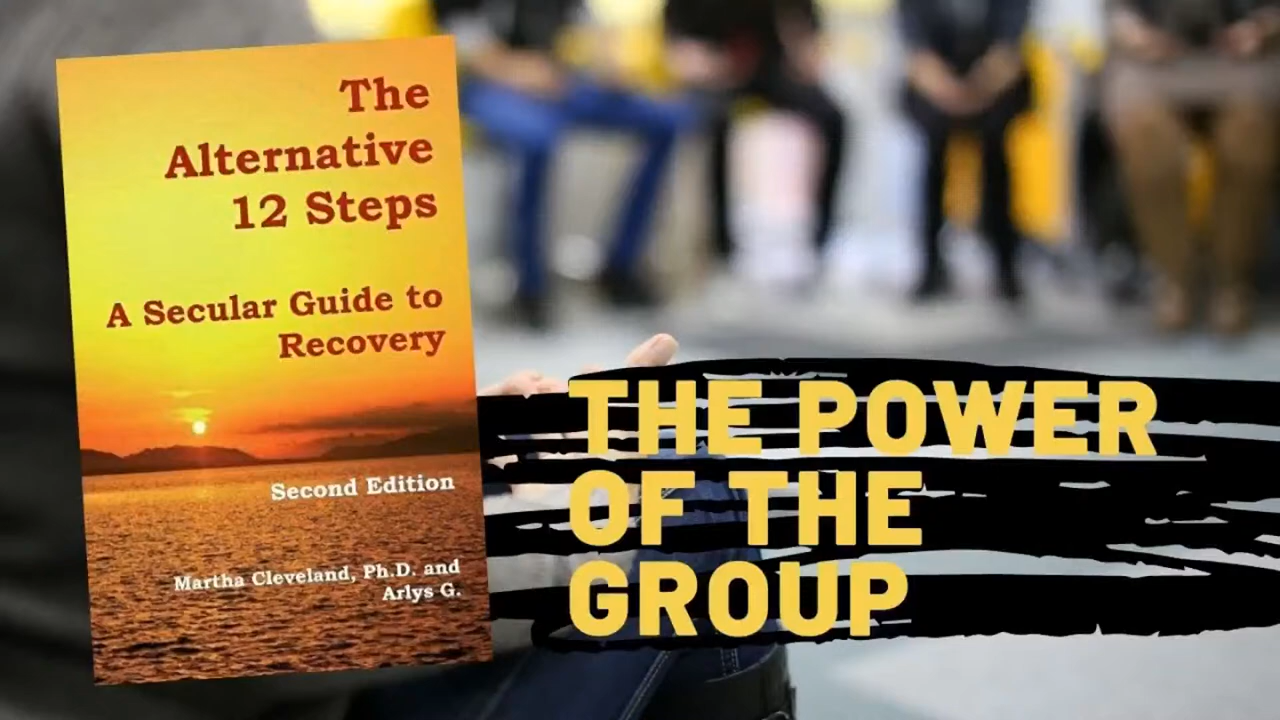 The
Alternative
12 Steps
A Secular Guide to
Recovery
Second Edition
Martha Cleveland, Ph.D. and
Arlys G.
THE POWER
OF THE
GROUP